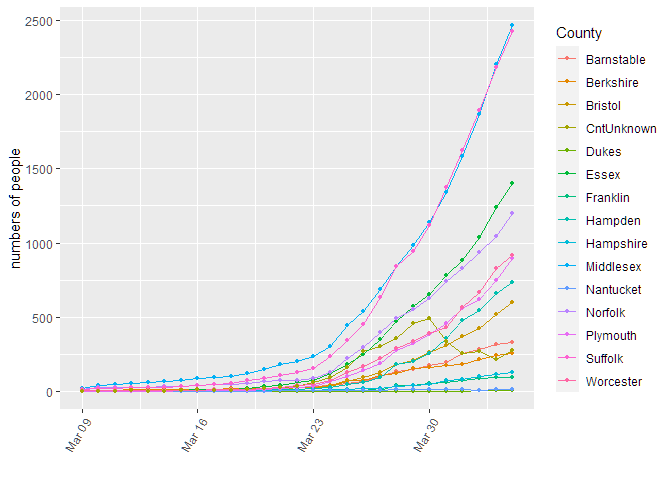 2500
2000
1500
1000
500
0
numbers of people
Mar 09
Mar 16
Mar 23
Mar 30
County
Barnstable
Berkshire
Bristol
CntUnknown
Dukes
Essex
Franklin
Hampden
Hampshire
Middlesex
Nantucket
Norfolk
Plymouth
Suffolk
Worcester